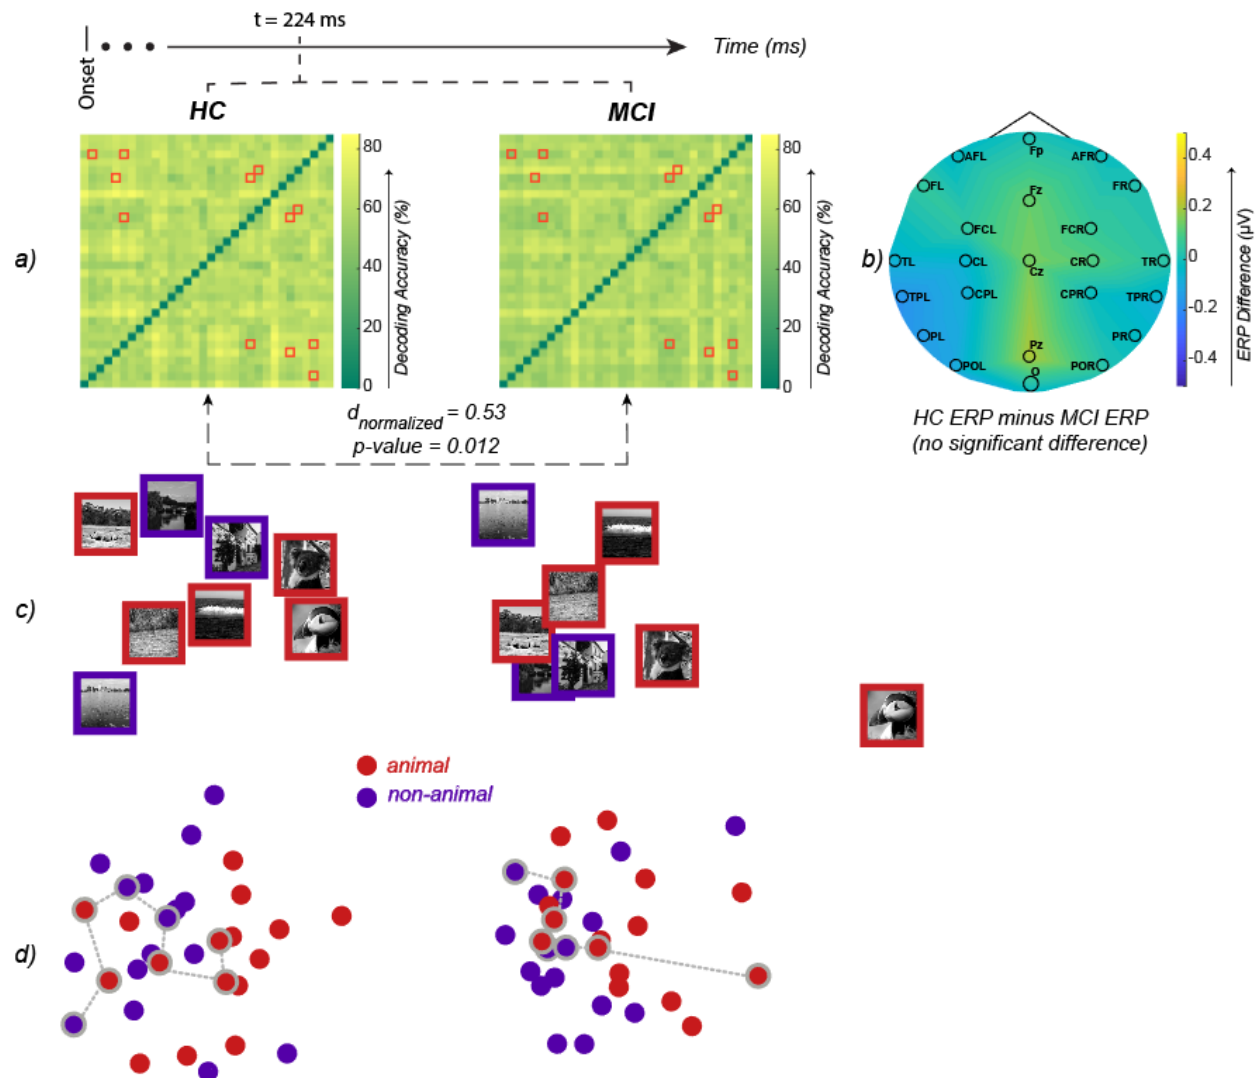 t = 224 ms
Onset
Time (ms)
HC
MCI
a)
80
60
40
20
0
Decoding Accuracy (%)
80
60
40
20
0
Decoding Accuracy (%)
b)
Fp
AFL
AFR
FL
FR
Fz
FCL
FCR
TL
CL
Cz
CR
TR
TPL
CPL
CPR
TPR
PL
Pz
PR
POL
O
POR
0.4
0.2
0
-0.2
-0.4
ERP Difference (µV)
HC ERP minus MCI ERP
(no significant difference)
dnormalized = 0.53
p-value = 0.012
c)
animal
non-animal
d)